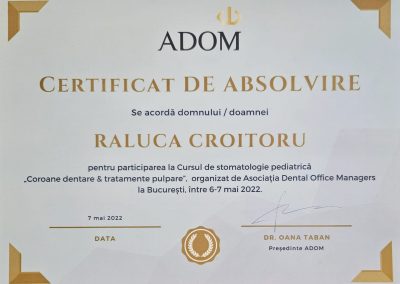 ADOM
CERTIFICAT DE ABSOLVIRE
Se acordă domnului / doamnei
RALUCA CROITORU
pentru participarea la Cursul de stomatologie pediatrică
„Coroane dentare & tratamente pulpare”, organizat de Asociația Dental Office Managers
la București, între 6-7 mai 2022.
7 mai 2022
DATA
DR. OANA TABAN
Președinte ADOM